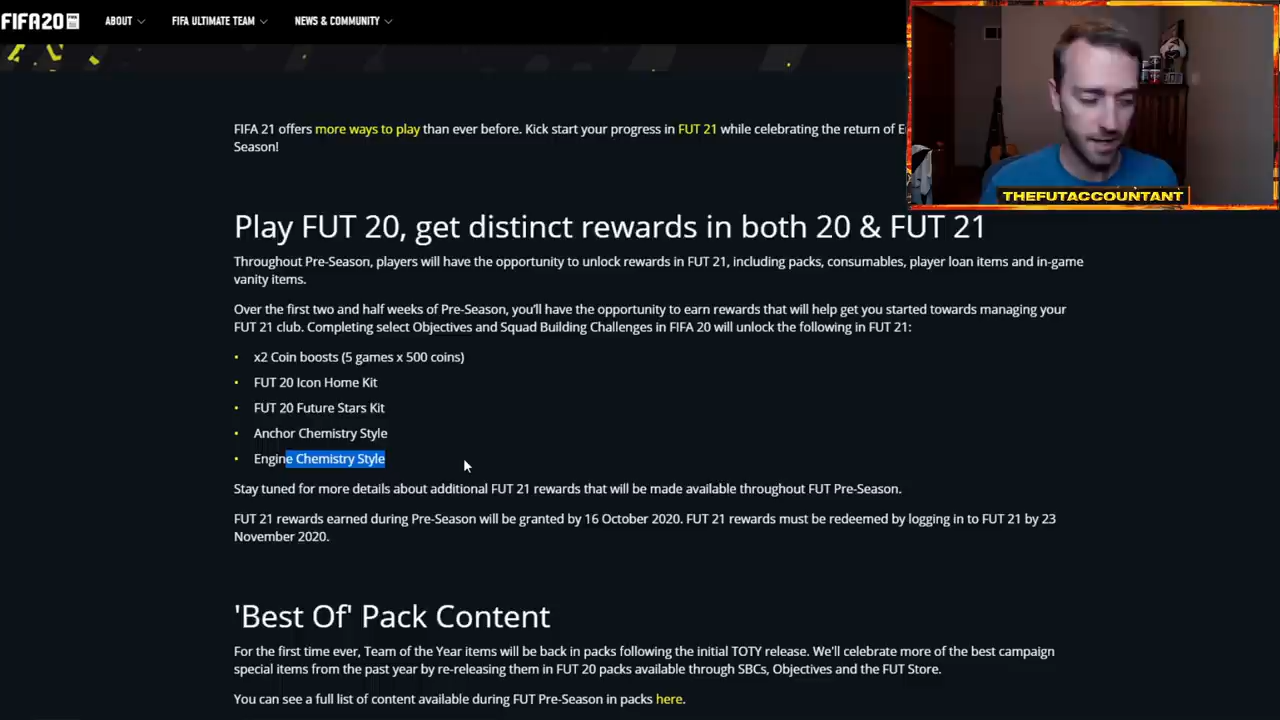 FIFA20
ABOUT
FIFA ULTIMATE TEAM
NEWS & COMMUNITY
FIFA 21 offers more ways to play than ever before. Kick start your progress in FUT 21 while celebrating the return of
Season!
THEFUTACCOUNTANT
Play FUT 20, get distinct rewards in both 20 & FUT 21
Throughout Pre-Season, players will have the opportunity to unlock rewards in FUT 21, including packs, consumables, player loan items and in-game
vanity items.
Over the first two and half weeks of Pre-Season, you'll have the opportunity to earn rewards that will help get you started towards managing your
FUT 21 club. Completing select Objectives and Squad Building Challenges in FIFA 20 will unlock the following in FUT 21:
• x2 Coin boosts (5 games x 500 coins)
• FUT 20 Icon Home Kit
• FUT 20 Future Stars Kit
• Anchor Chemistry Style
• Engine Chemistry Style
Stay tuned for more details about additional FUT 21 rewards that will be made available throughout FUT Pre-Season.
FUT 21 rewards earned during Pre-Season will be granted by 16 October 2020. FUT 21 rewards must be redeemed by logging in to FUT 21 by 23
November 2020.
'Best Of' Pack Content
For the first time ever, Team of the Year items will be back in packs following the initial TOTY release. We'll celebrate more of the best campaign
special items from the past year by re-releasing them in FUT 20 packs available through SBCs, Objectives and the FUT Store.
You can see a full list of content available during FUT Pre-Season in packs here.